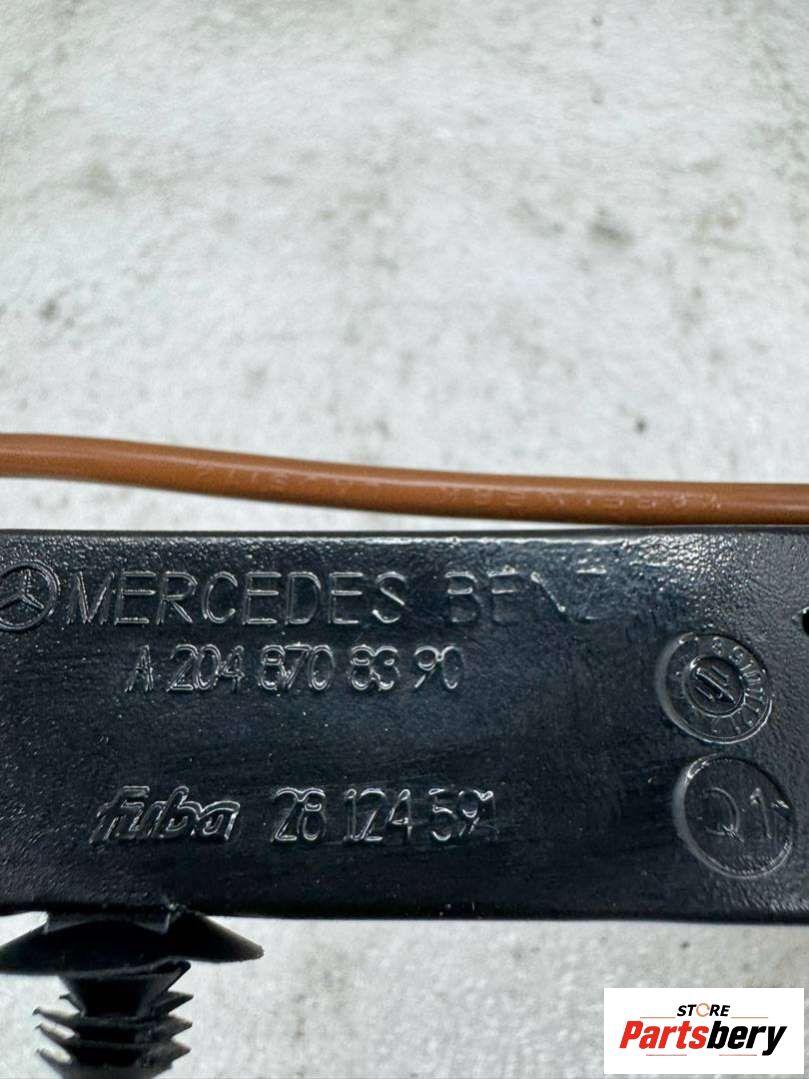 MERCEDES BENZ
A 204 870 83 90
fuba 28 124 591
Q1
STORE
Partsbery